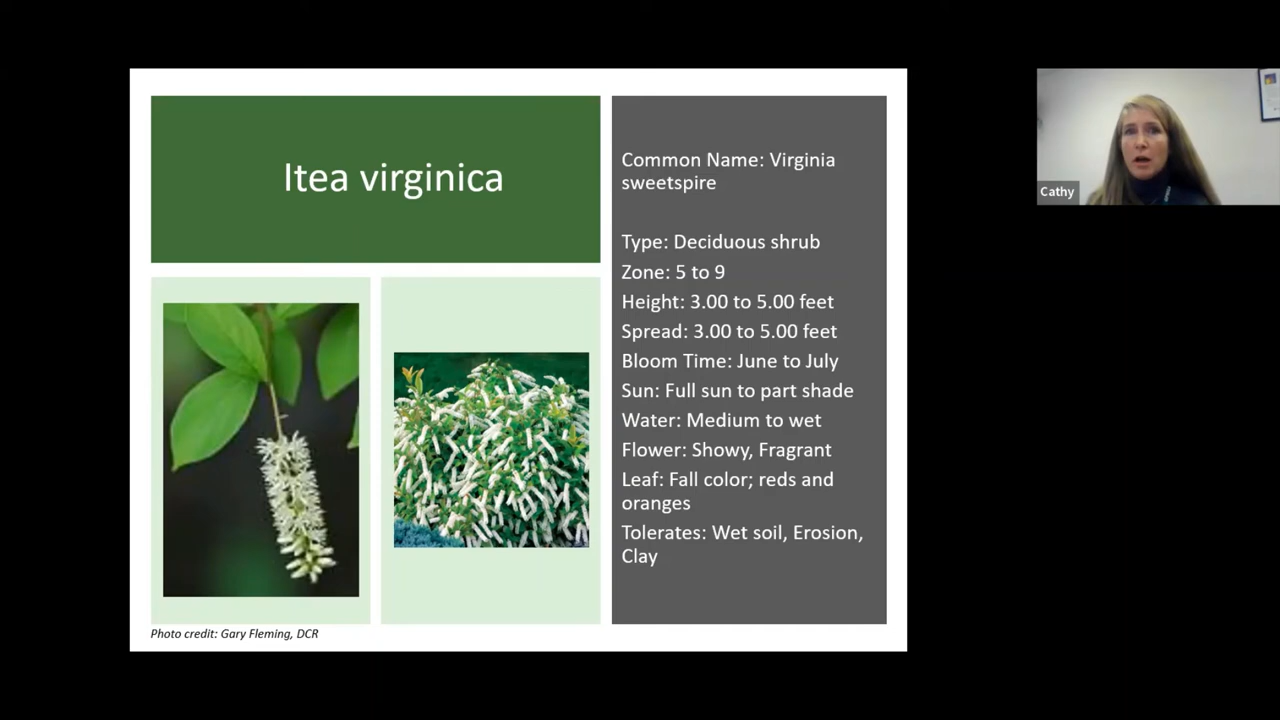 Itea virginica
Common Name: Virginia
sweetspire
Type: Deciduous shrub
Zone: 5 to 9
Height: 3.00 to 5.00 feet
Spread: 3.00 to 5.00 feet
Bloom Time: June to July
Sun: Full sun to part shade
Water: Medium to wet
Flower: Showy, Fragrant
Leaf: Fall color; reds and
oranges
Tolerates: Wet soil, Erosion,
Clay
Photo credit: Gary Fleming, DCR
Cathy